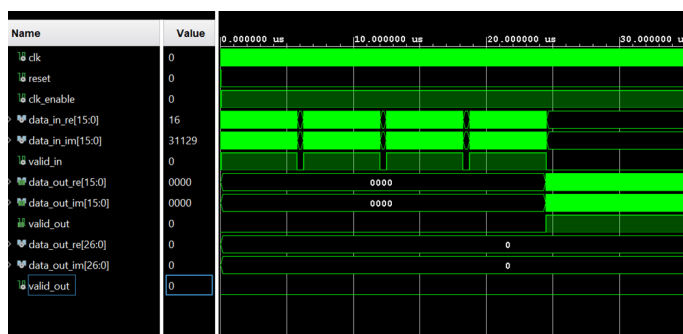 Name Value 0.000000 us 10.000000 us 20.000000 us 30.000000 u
clk 0
reset 0
clk_enable 0
data_in_re[15:0] 16
data_in_im[15:0] 31129
valid_in 0
data_out_re[15:0] 0000 0000
data_out_im[15:0] 0000 0000
valid_out 0
data_out_re[26:0] 0 0
data_out_im[26:0] 0 0
valid_out 0